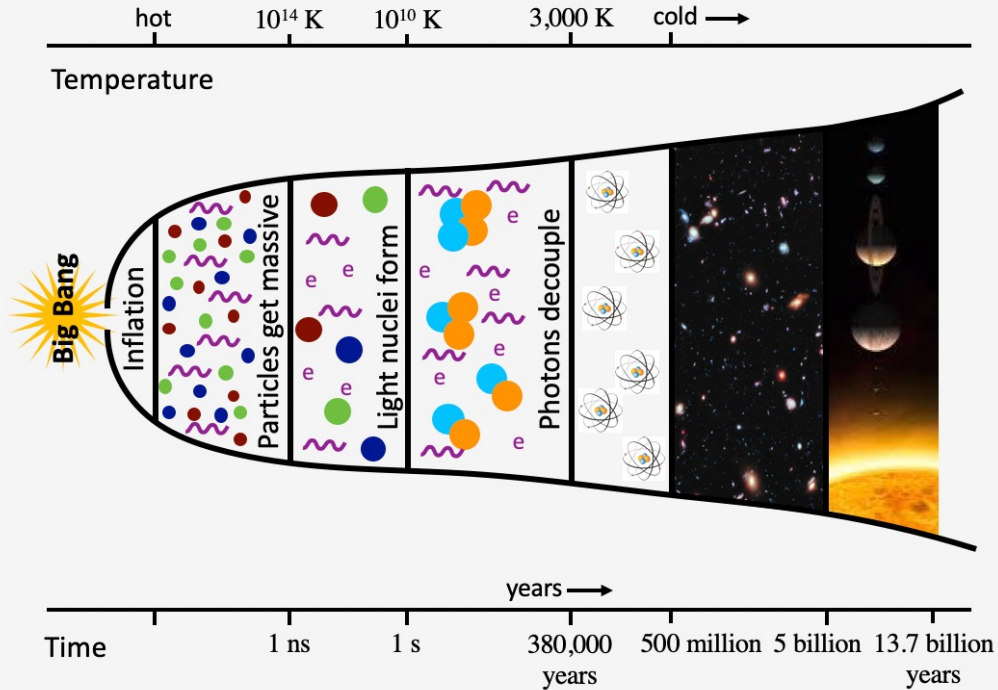 hot 10¹⁴ K 10¹⁰ K 3,000 K cold
Temperature
Big Bang
Inflation
Particles get massive
Light nuclei form
Photons decouple
e
e
e
e
e
e
e
e
e
e
years
Time 1 ns 1 s 380,000 500 million 5 billion 13.7 billion
years years